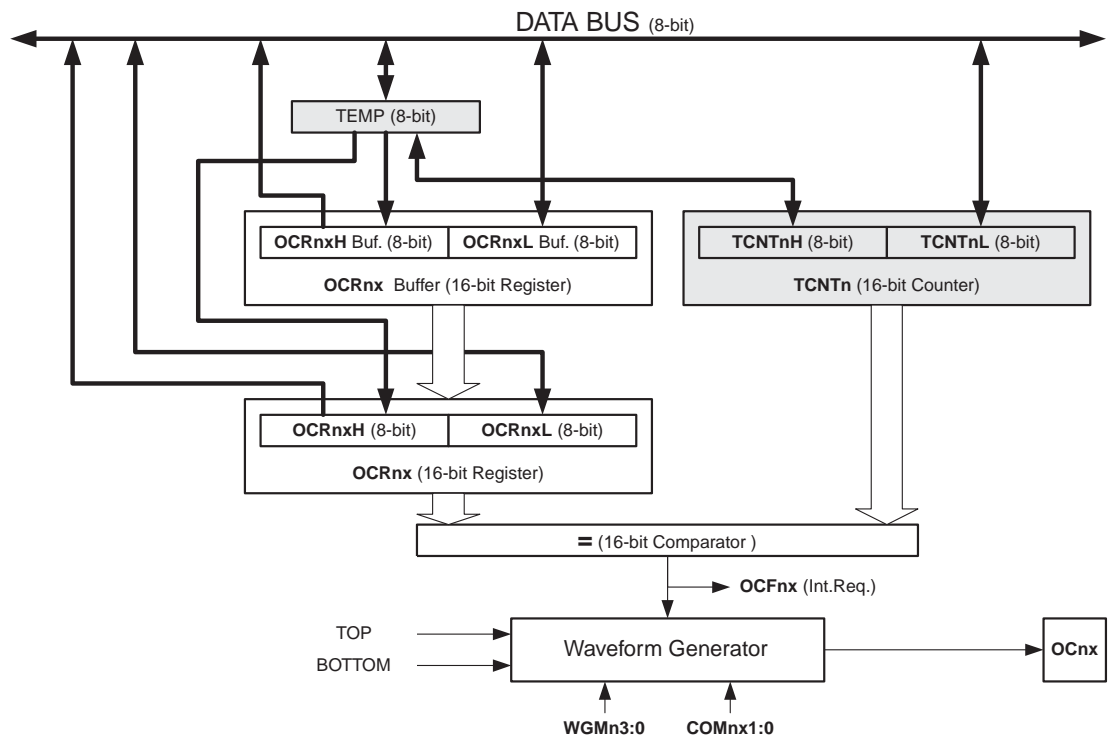 DATA BUS (8-bit)
TEMP (8-bit)
OCRnxH Buf. (8-bit)
OCRnxL Buf. (8-bit)
OCRnx Buffer (16-bit Register)
TCNTnH (8-bit)
TCNTnL (8-bit)
TCNTn (16-bit Counter)
OCRnxH (8-bit)
OCRnxL (8-bit)
OCRnx (16-bit Register)
= (16-bit Comparator )
OCFnx (Int.Req.)
TOP
BOTTOM
Waveform Generator
OCnx
WGMn3:0
COMnx1:0